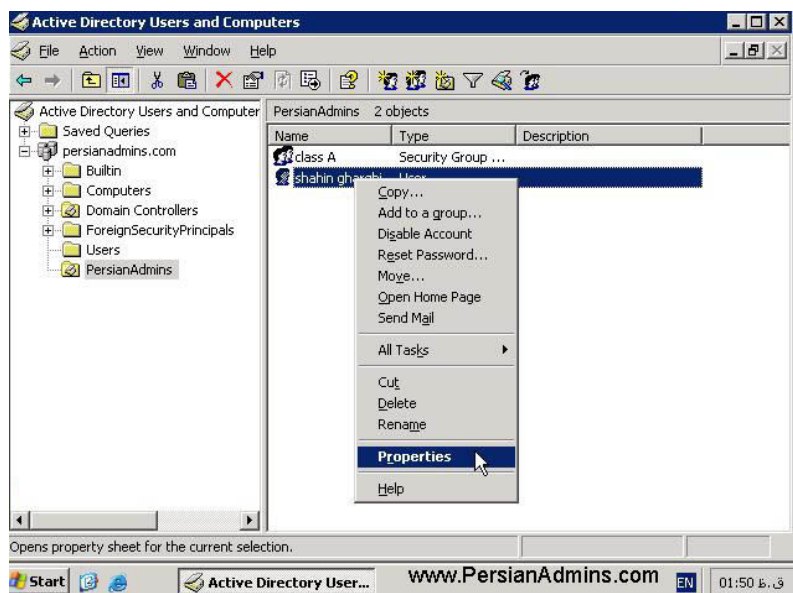 Active Directory Users and Computers
File Action View Window Help
Active Directory Users and Computer
Saved Queries
persianadmins.com
Builtin
Computers
Domain Controllers
ForeignSecurityPrincipals
Users
PersianAdmins
PersianAdmins 2 objects
Name Type Description
class A Security Group ...
shahin gharghi User
Copy...
Add to a group...
Disable Account
Reset Password...
Move...
Open Home Page
Send Mail
All Tasks
Cut
Delete
Rename
Properties
Help
Opens property sheet for the current selection.
Start Active Directory User... www.PersianAdmins.com EN 01:50 ق.ظ